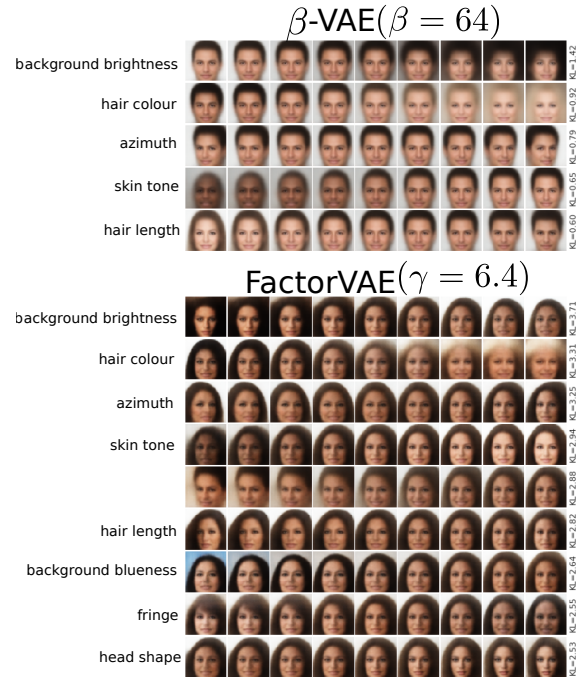 β-VAE(β = 64)
background brightness KL=1.42
hair colour KL=0.92
azimuth KL=0.79
skin tone KL=0.65
hair length KL=0.60
FactorVAE(γ = 6.4)
background brightness KL=3.71
hair colour KL=3.31
azimuth KL=3.25
skin tone KL=2.94
KL=2.88
hair length KL=2.82
background blueness KL=2.64
fringe KL=2.55
head shape KL=2.53